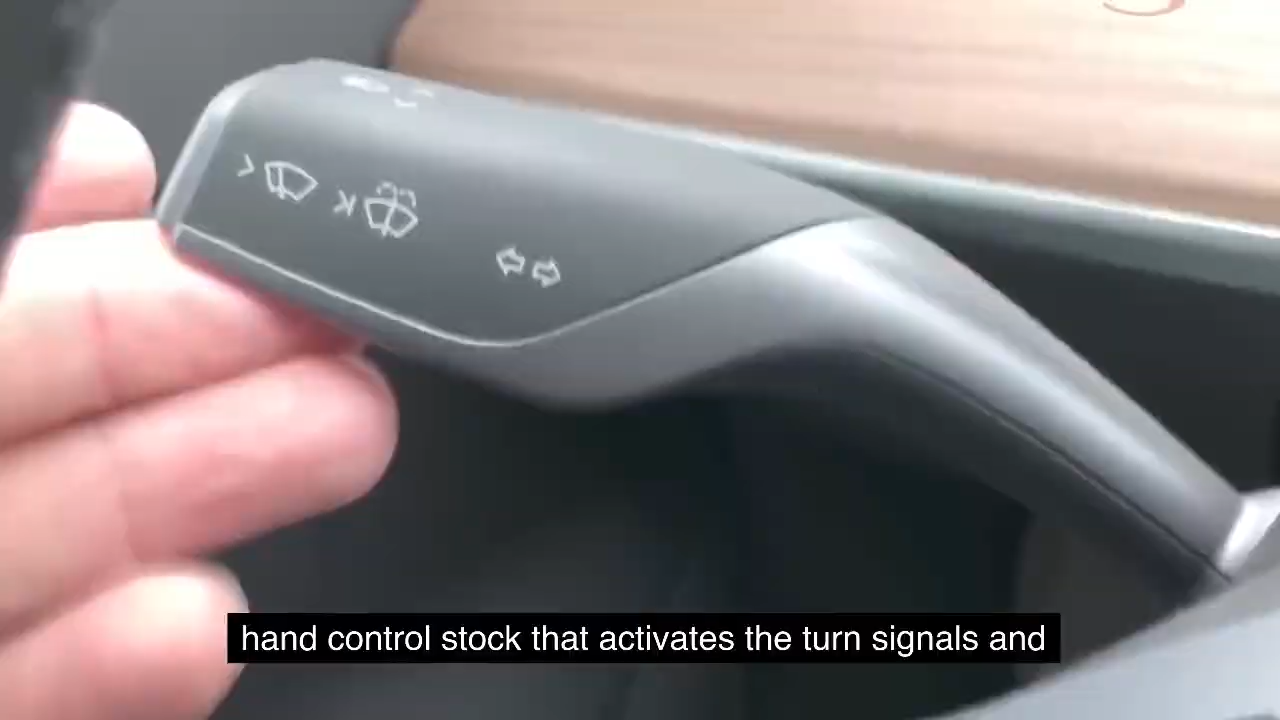 hand control stock that activates the turn signals and